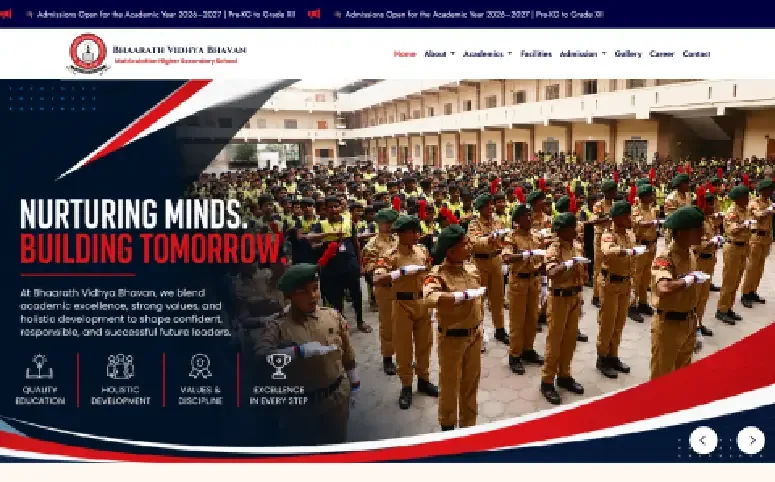 Admissions Open for the Academic Year 2026–2027 | Pre-KG to Grade XII
Admissions Open for the Academic Year 2026–2027 | Pre-KG to Grade XII
BHAARATH VIDHYA BHAVAN
Matriculation Higher Secondary School
Home About Academics Facilities Admission Gallery Career Contact
NURTURING MINDS.
BUILDING TOMORROW.
At Bhaarath Vidhya Bhavan, we blend
academic excellence, strong values, and
holistic development to shape confident,
responsible, and successful future leaders.
QUALITY
EDUCATION
HOLISTIC
DEVELOPMENT
VALUES &
DISCIPLINE
EXCELLENCE
IN EVERY STEP